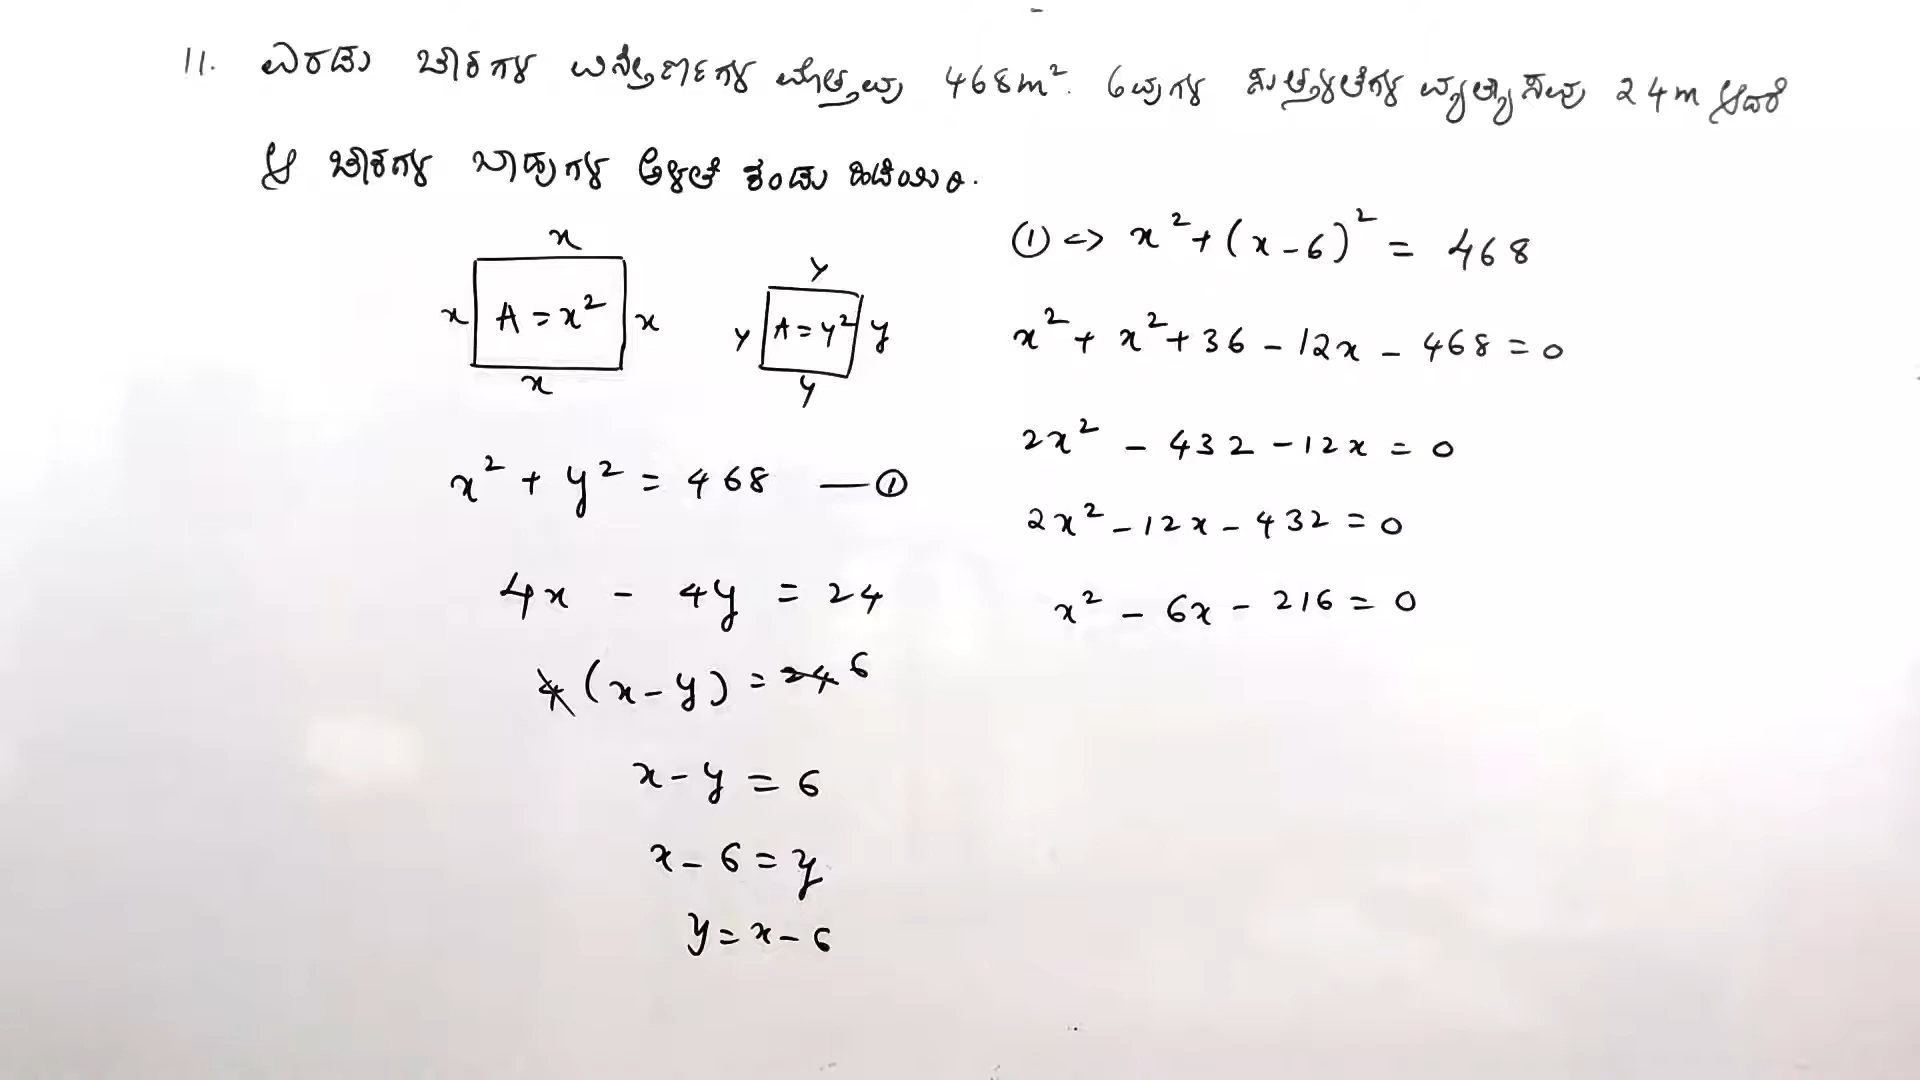 11. ಎರಡು ಚೌಕಗಳ ವಿಸ್ತೀರ್ಣಗಳ ಮೊತ್ತವು 468m². ಅವುಗಳ ಸುತ್ತಳತೆಗಳ ವ್ಯತ್ಯಾಸವು 24m ಆದರೆ
ಆ ಚೌಕಗಳ ಬಾಹುಗಳ ಅಳತೆ ಕಂಡು ಹಿಡಿಯಿರಿ.
x
x A = x² x
x
y
y A = y² y
y
x² + y² = 468 —①
4x - 4y = 24
4(x-y) = 24 6
x - y = 6
x - 6 = y
y = x - 6
① => x² + (x-6)² = 468
x² + x² + 36 - 12x - 468 = 0
2x² - 432 - 12x = 0
2x² - 12x - 432 = 0
x² - 6x - 216 = 0